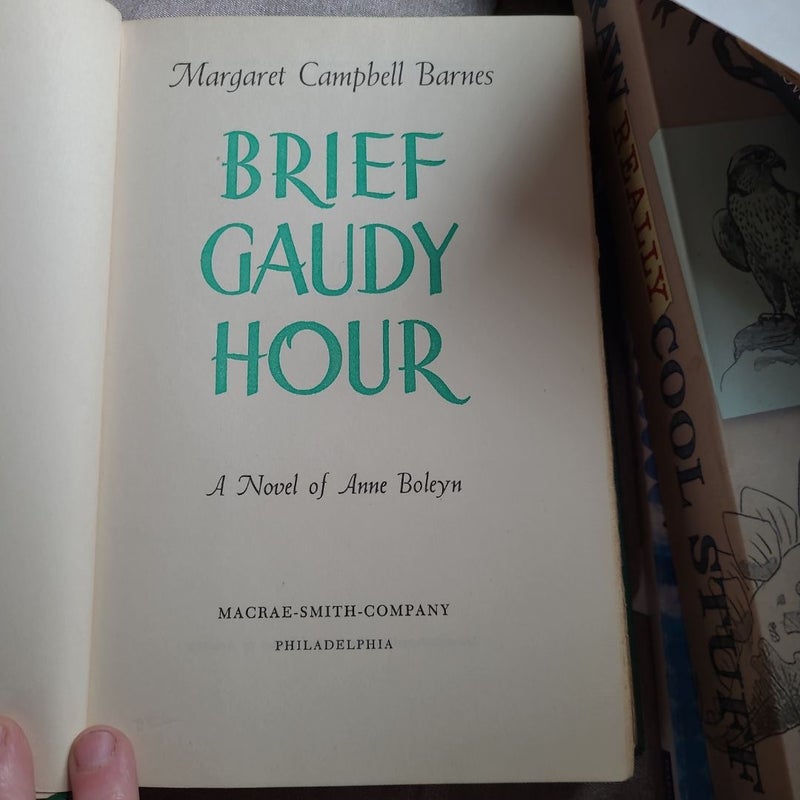 Margaret Campbell Barnes
BRIEF
GAUDY
HOUR
A Novel of Anne Boleyn
MACRAE-SMITH-COMPANY
PHILADELPHIA
REALLY COOL STUFF